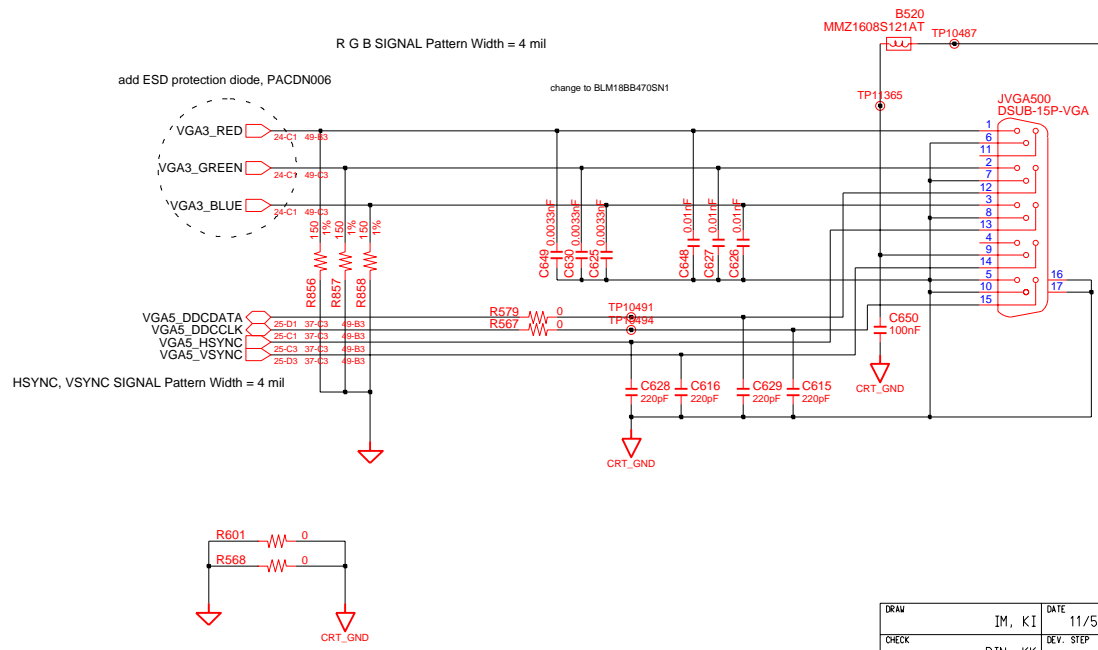 B520
MMZ1608S121AT
TP10487
R G B SIGNAL Pattern Width = 4 mil
add ESD protection diode, PACDN006
change to BLM18BB470SN1
TP11365
JVGA500
DSUB-15P-VGA
VGA3_RED
24-C1 49-B3
VGA3_GREEN
24-C1 49-C3
VGA3_BLUE
24-C1 49-C3
1
6
11
2
7
12
3
8
13
4
9
14
5
10
15
16
17
150 1%
150 1%
150 1%
R856
R857
R858
C649 0.0033nF
C630 0.0033nF
C625 0.0033nF
C648 0.01nF
C627 0.01nF
C626 0.01nF
VGA5_DDCDATA
25-D1 37-C3 49-B3
VGA5_DDCCLK
25-C1 37-C3 49-B3
VGA5_HSYNC
25-C3 37-C3 49-B3
VGA5_VSYNC
25-D3 37-C3 49-B3
R579 0
R567 0
TP10491
TP10494
C650
100nF
CRT_GND
HSYNC, VSYNC SIGNAL Pattern Width = 4 mil
C628
220pF
C616
220pF
C629
220pF
C615
220pF
CRT_GND
R601 0
R568 0
CRT_GND
DRAW
IM, KI
DATE
11/5
CHECK
DEV. STEP